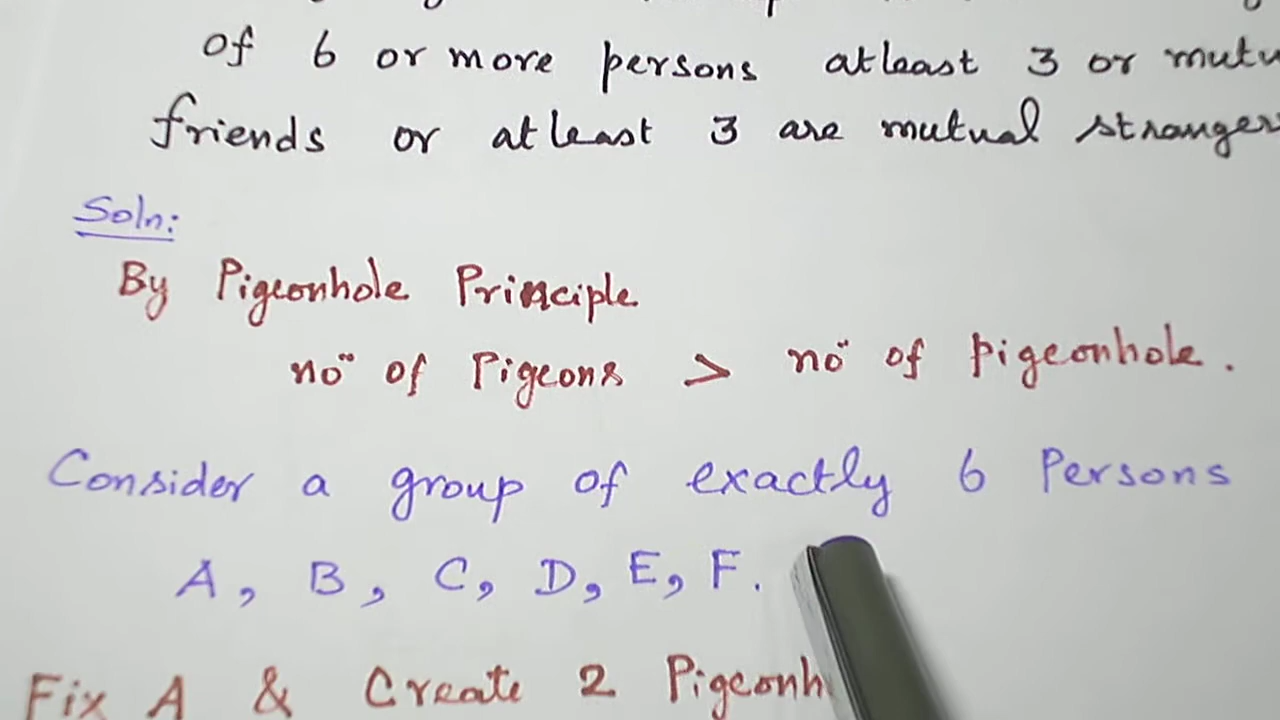 of 6 or more persons atleast 3 or
friends or atleast 3 are mutual
Soln:
By Pigeonhole Principle
no¨ of Pigeons > no¨ of pigeonhole.
Consider a group of exactly 6 Persons
A, B, C, D, E, F.
Fix A & Create 2